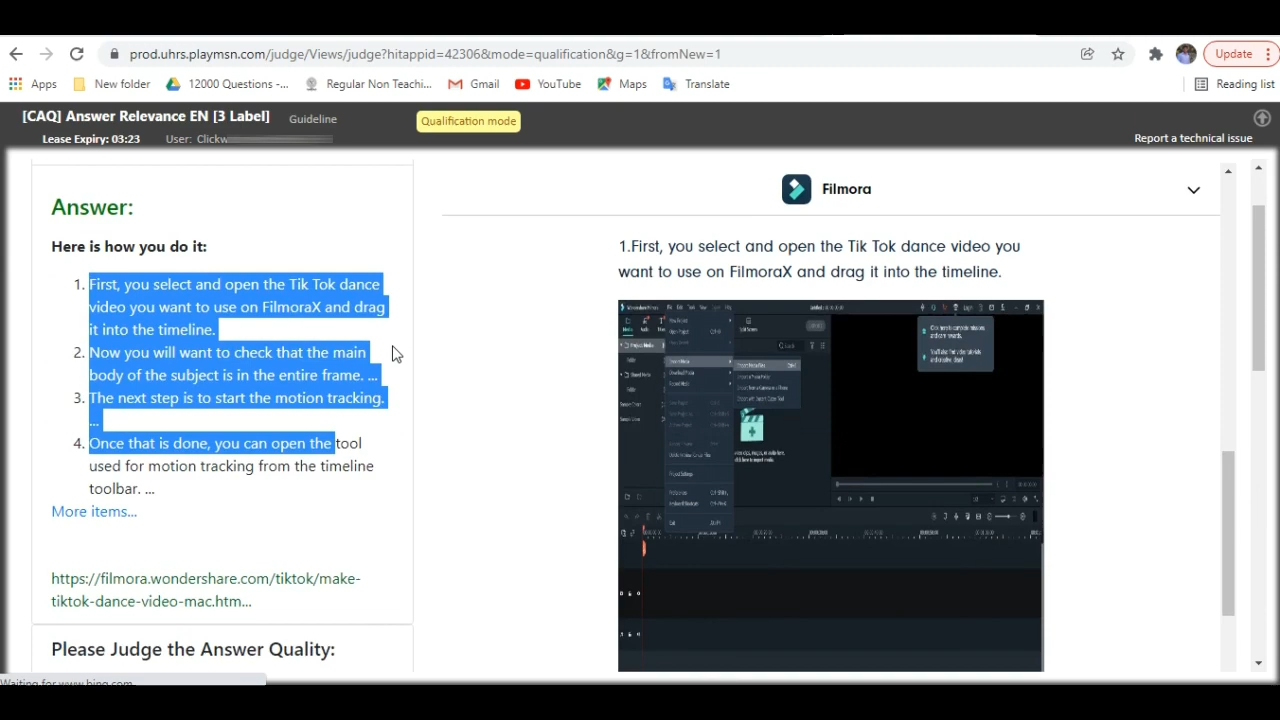 prod.uhrs.playmsn.com/judge/Views/judge?hitappid=42306&mode=qualification&g=1&fromNew=1
Update
Apps
New folder
12000 Questions -...
Regular Non Teachi...
Gmail
YouTube
Maps
Translate
Reading list
[CAQ] Answer Relevance EN [3 Label]
Guideline
Qualification mode
Lease Expiry: 03:23
User: Clickw
Report a technical issue
Answer:
Here is how you do it:
1. First, you select and open the Tik Tok dance
video you want to use on FilmoraX and drag
it into the timeline.
2. Now you will want to check that the main
body of the subject is in the entire frame. ...
3. The next step is to start the motion tracking.
...
4. Once that is done, you can open the tool
used for motion tracking from the timeline
toolbar. ...
More items...
https://filmora.wondershare.com/tiktok/make-
tiktok-dance-video-mac.htm...
Please Judge the Answer Quality:
Waiting for www.bing.com
Filmora
1.First, you select and open the Tik Tok dance video you
want to use on FilmoraX and drag it into the timeline.